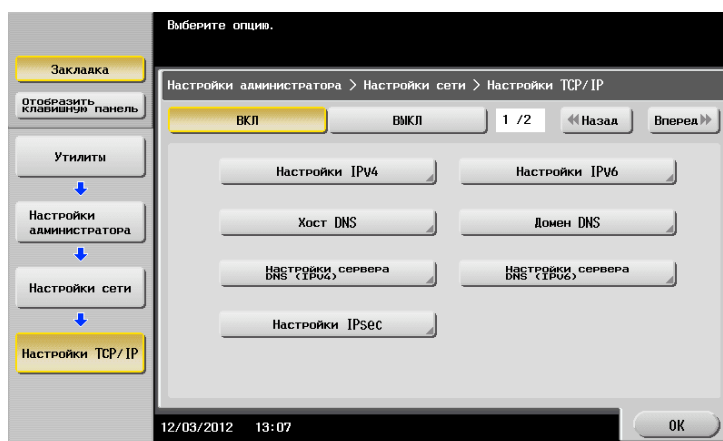 Выберите опцию.
Закладка
Отобразить
клавишную панель
Утилиты
Настройки
администратора
Настройки сети
Настройки TCP/IP
Настройки администратора > Настройки сети > Настройки TCP/IP
ВКЛ
ВЫКЛ
1 /2
Назад
Вперед
Настройки IPv4
Настройки IPv6
Хост DNS
Домен DNS
Настройки сервера
DNS (IPv4)
Настройки сервера
DNS (IPv6)
Настройки IPsec
12/03/2012 13:07
OK